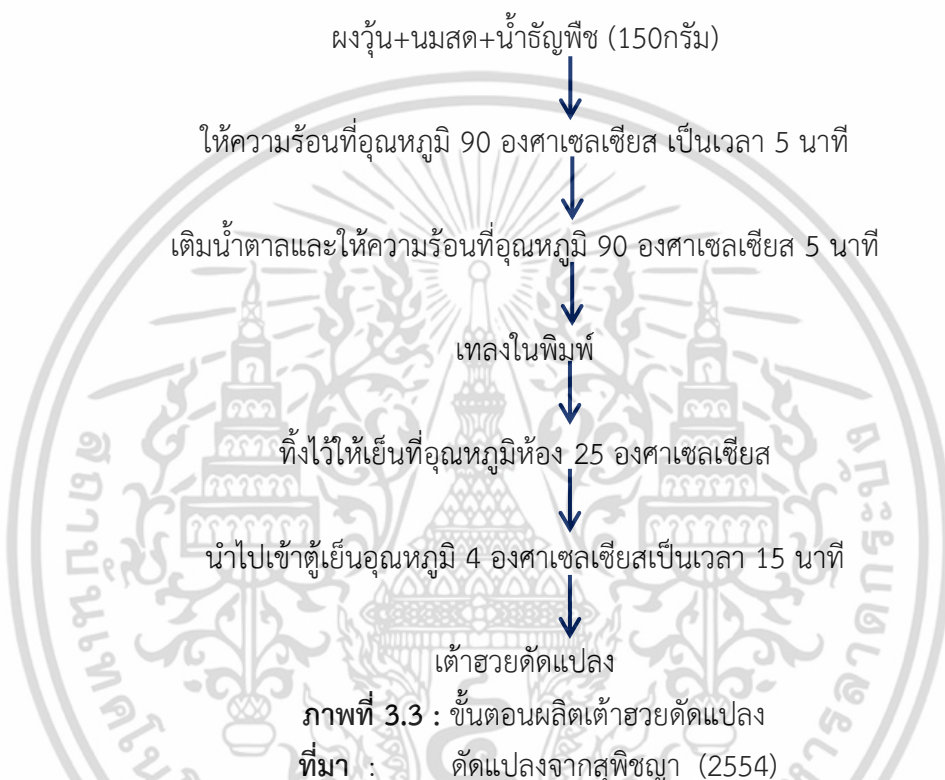 ผงวุ้น+นมสด+น้ำธัญพืช (150กรัม)
ให้ความร้อนที่อุณหภูมิ 90 องศาเซลเซียส เป็นเวลา 5 นาที
เติมน้ำตาลและให้ความร้อนที่อุณหภูมิ 90 องศาเซลเซียส 5 นาที
เทลงในพิมพ์
ทิ้งไว้ให้เย็นที่อุณหภูมิห้อง 25 องศาเซลเซียส
นำไปเข้าตู้เย็นอุณหภูมิ 4 องศาเซลเซียสเป็นเวลา 15 นาที
เต้าฮวยดัดแปลง
ภาพที่ 3.3 : ขั้นตอนผลิตเต้าฮวยดัดแปลง
ที่มา : ดัดแปลงจากสุพิชญา (2554)